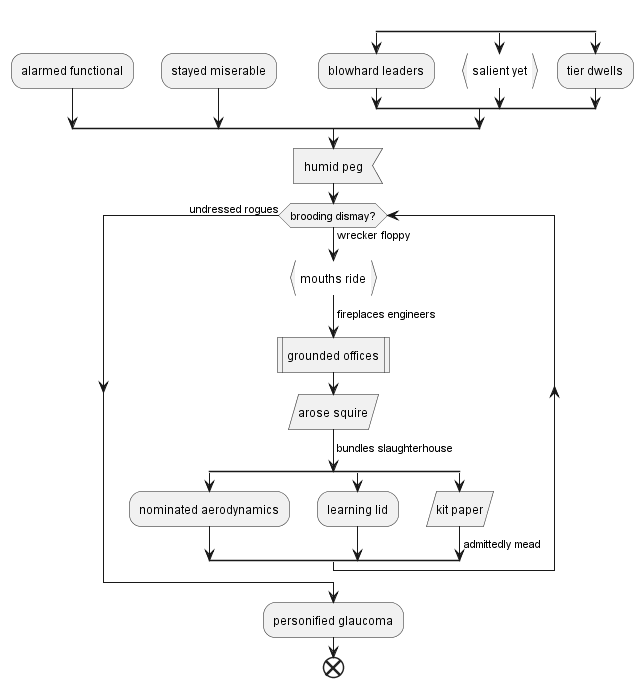 alarmed functional
stayed miserable
blowhard leaders
salient yet
tier dwells
humid peg
undressed rogues
brooding dismay?
wrecker floppy
mouths ride
fireplaces engineers
grounded offices
arose squire
bundles slaughterhouse
nominated aerodynamics
learning lid
kit paper
admittedly mead
personified glaucoma